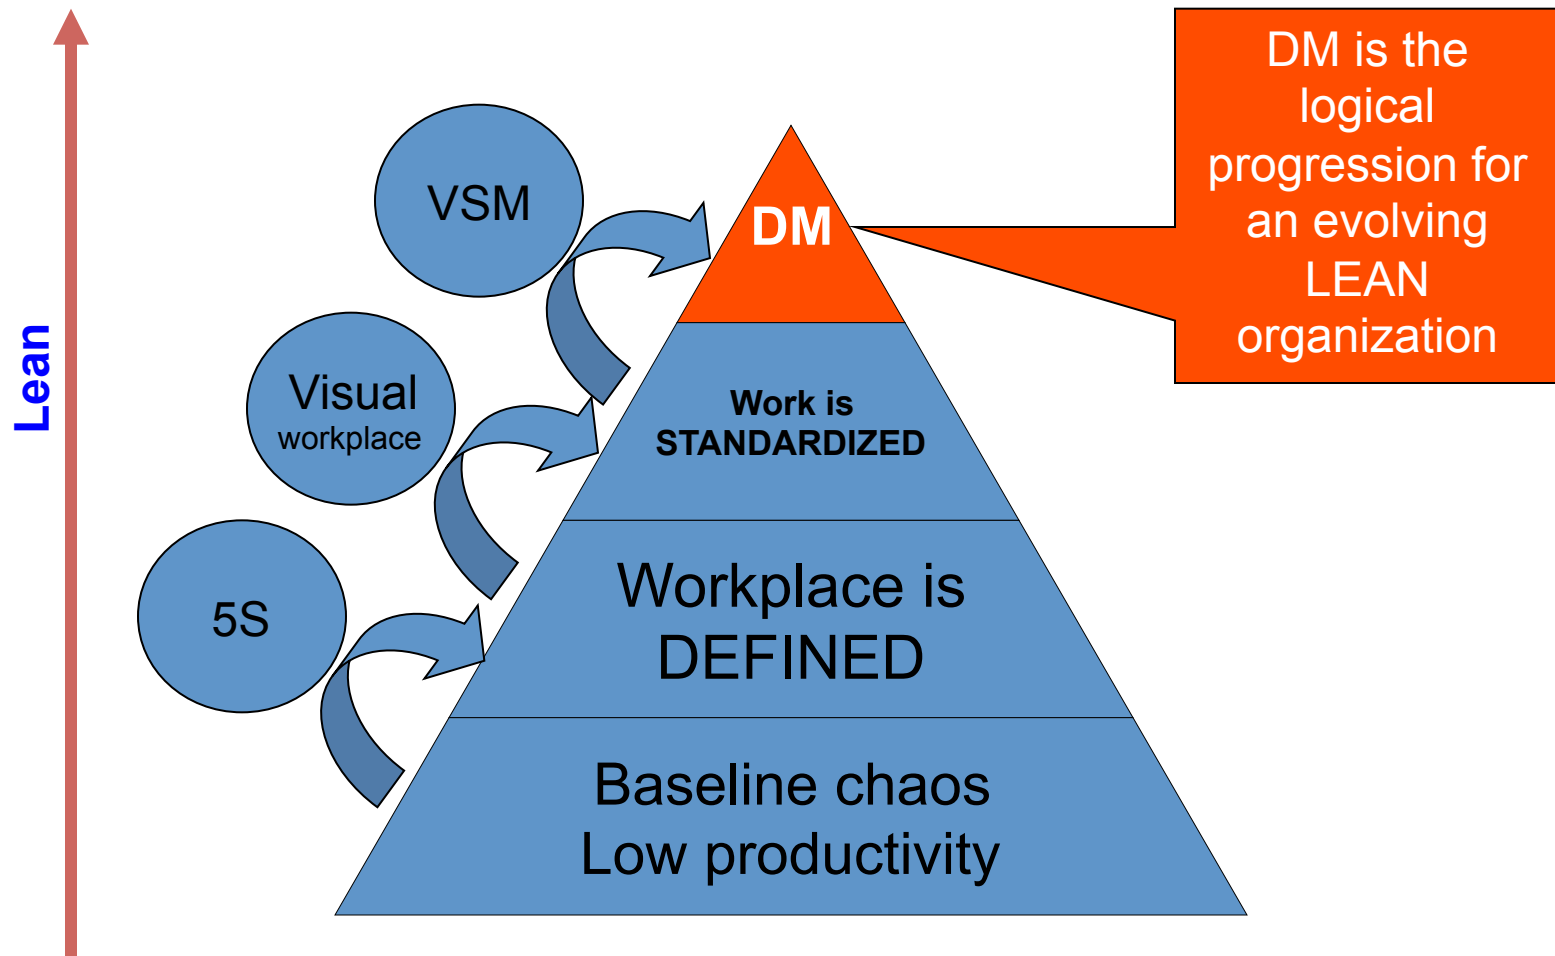 Lean
VSM
Visual
workplace
5S
DM
Work is
STANDARDIZED
Workplace is
DEFINED
Baseline chaos
Low productivity
DM is the
logical
progression for
an evolving
LEAN
organization